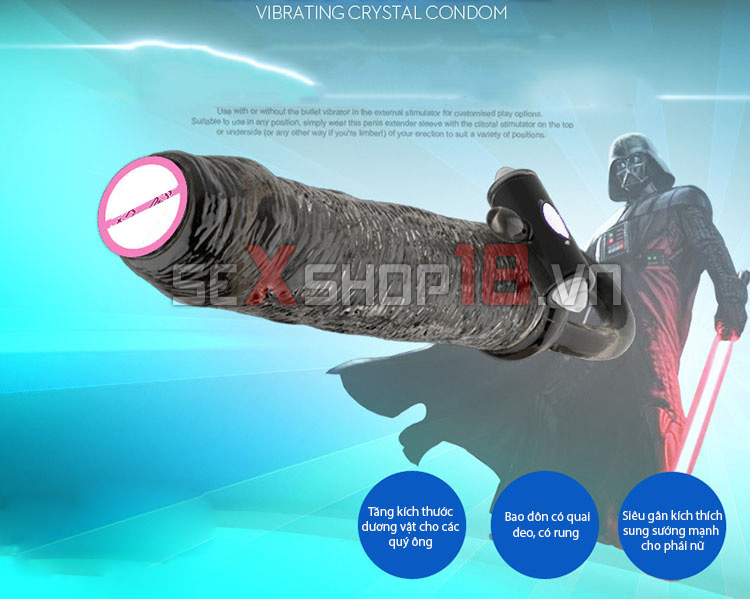 VIBRATING CRYSTAL CONDOM
Use with or without the bullet vibrator in the external stimulator for customised play options.
Suitable to use in any position, simply wear this penis extender sleeve with the clitoral stimulator on the top
or underside (or any other way if you're limber!) of your erection to suit a variety of positions.
seXshop18.vn
Tăng kích thước
dương vật cho các
quý ông
Bao đôn có quai
đeo, có rung
Siêu gân kích thích
sung sướng mạnh
cho phái nữ